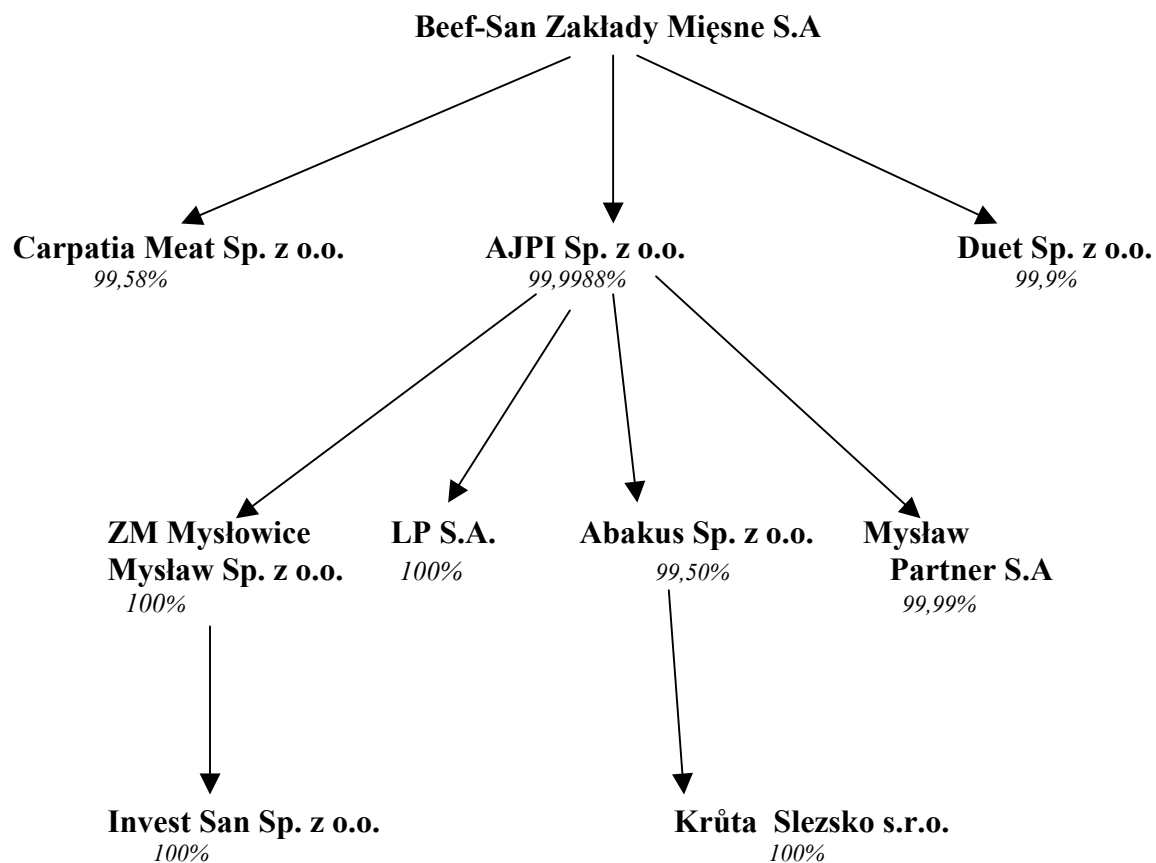 Beef-San Zakłady Mięsne S.A
Carpatia Meat Sp. z o.o.
99,58%
AJPI Sp. z o.o.
99,9988%
Duet Sp. z o.o.
99,9%
ZM Mysłowice
Mysław Sp. z o.o.
100%
LP S.A.
100%
Abakus Sp. z o.o.
99,50%
Mysław
Partner S.A
99,99%
Invest San Sp. z o.o.
100%
Krůta Slezsko s.r.o.
100%